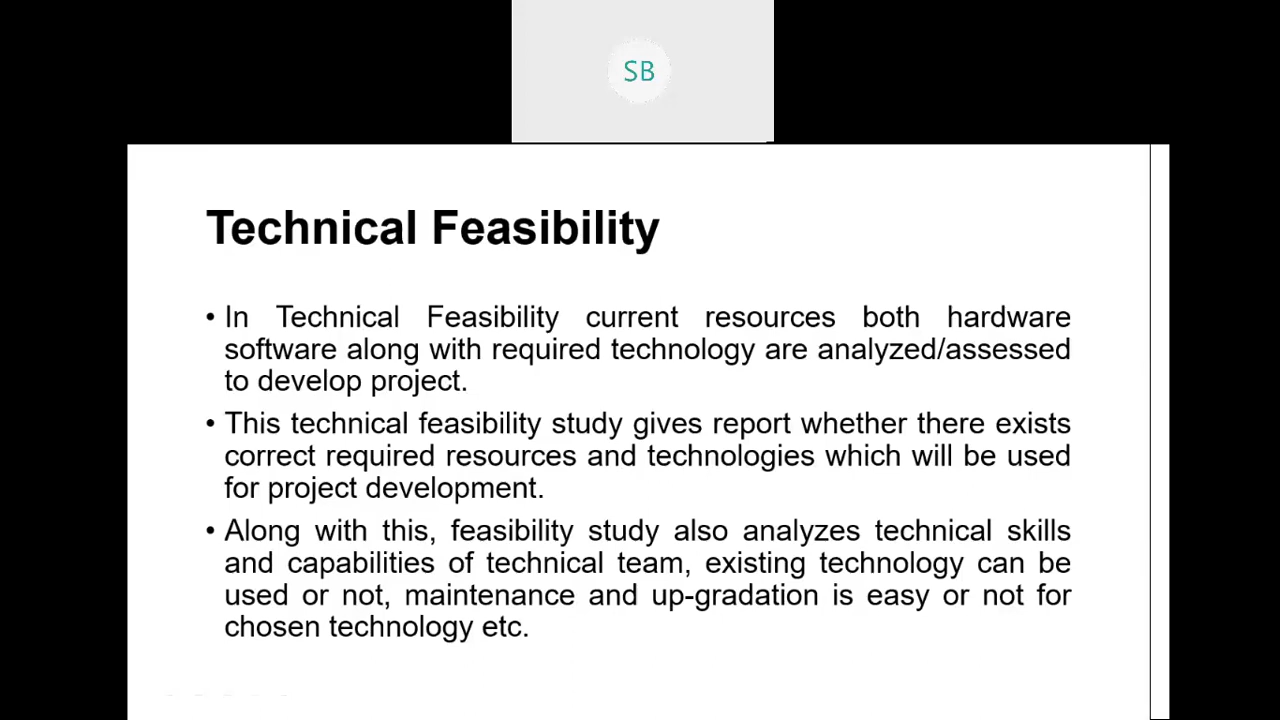 SB
Technical Feasibility
• In Technical Feasibility current resources both hardware
software along with required technology are analyzed/assessed
to develop project.
• This technical feasibility study gives report whether there exists
correct required resources and technologies which will be used
for project development.
• Along with this, feasibility study also analyzes technical skills
and capabilities of technical team, existing technology can be
used or not, maintenance and up-gradation is easy or not for
chosen technology etc.